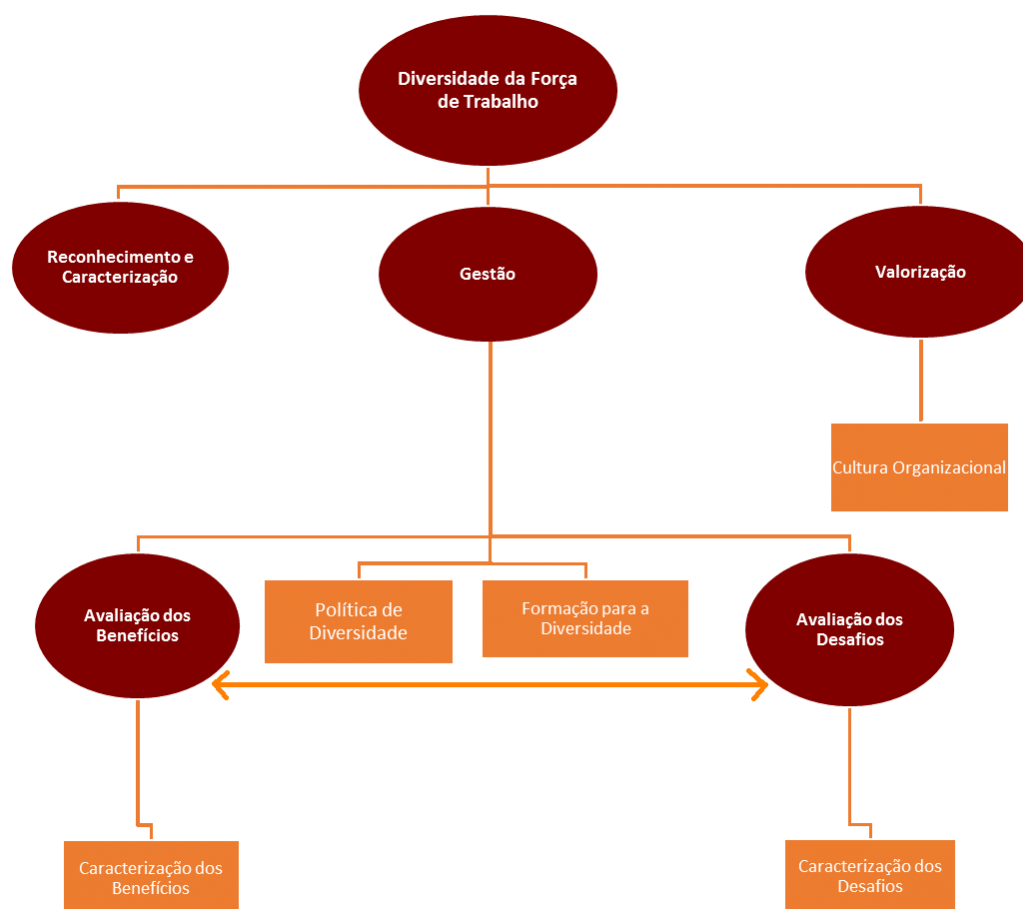 Diversidade da Força
de Trabalho
Reconhecimento e
Caracterização
Gestão
Valorização
Cultura Organizacional
Avaliação dos
Benefícios
Política de
Diversidade
Formação para a
Diversidade
Avaliação dos
Desafios
Caracterização dos
Benefícios
Caracterização dos
Desafios